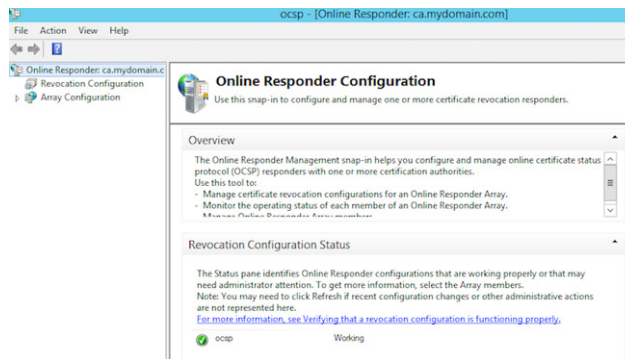 ocsp - [Online Responder: ca.mydomain.com]
File Action View Help
Online Responder: ca.mydomain.c
Revocation Configuration
Array Configuration
Online Responder Configuration
Use this snap-in to configure and manage one or more certificate revocation responders.
Overview
The Online Responder Management snap-in helps you configure and manage online certificate status
protocol (OCSP) responders with one or more certification authorities.
Use this tool to:
- Manage certificate revocation configurations for an Online Responder Array.
- Monitor the operating status of each member of an Online Responder Array.
- Manage Online Responder Array members
Revocation Configuration Status
The Status pane identifies Online Responder configurations that are working properly or that may
need administrator attention. To get more information, select the Array members.
Note: You may need to click Refresh if recent configuration changes or other administrative actions
are not represented here.
For more information, see Verifying that a revocation configuration is functioning properly.
ocsp Working